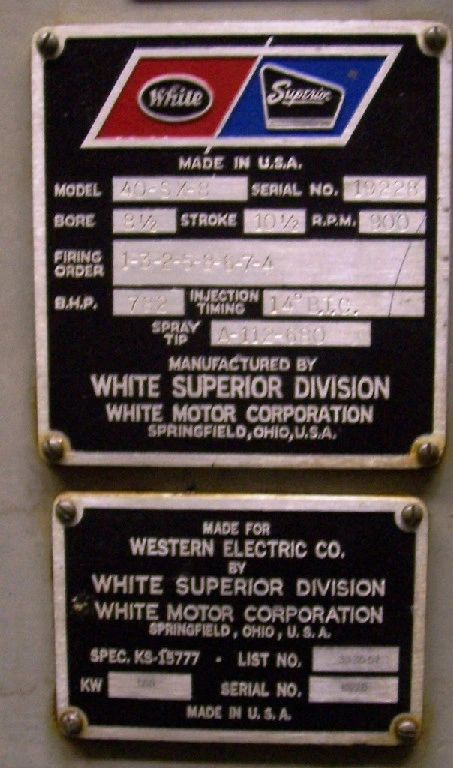 White Superior
MADE IN U.S.A.
MODEL 40-SX-8 SERIAL NO. 19228
BORE 8½ STROKE 10½ R.P.M. 900
FIRING ORDER 1-3-2-5-8-6-7-4
B.H.P. 792 INJECTION TIMING 14° B.T.C.
SPRAY TIP A-112-680
MANUFACTURED BY
WHITE SUPERIOR DIVISION
WHITE MOTOR CORPORATION
SPRINGFIELD, OHIO, U.S.A.
MADE FOR
WESTERN ELECTRIC CO.
BY
WHITE SUPERIOR DIVISION
WHITE MOTOR CORPORATION
SPRINGFIELD, OHIO, U. S. A.
SPEC. KS-15777 - LIST NO.
KW SERIAL NO.
MADE IN U. S. A.